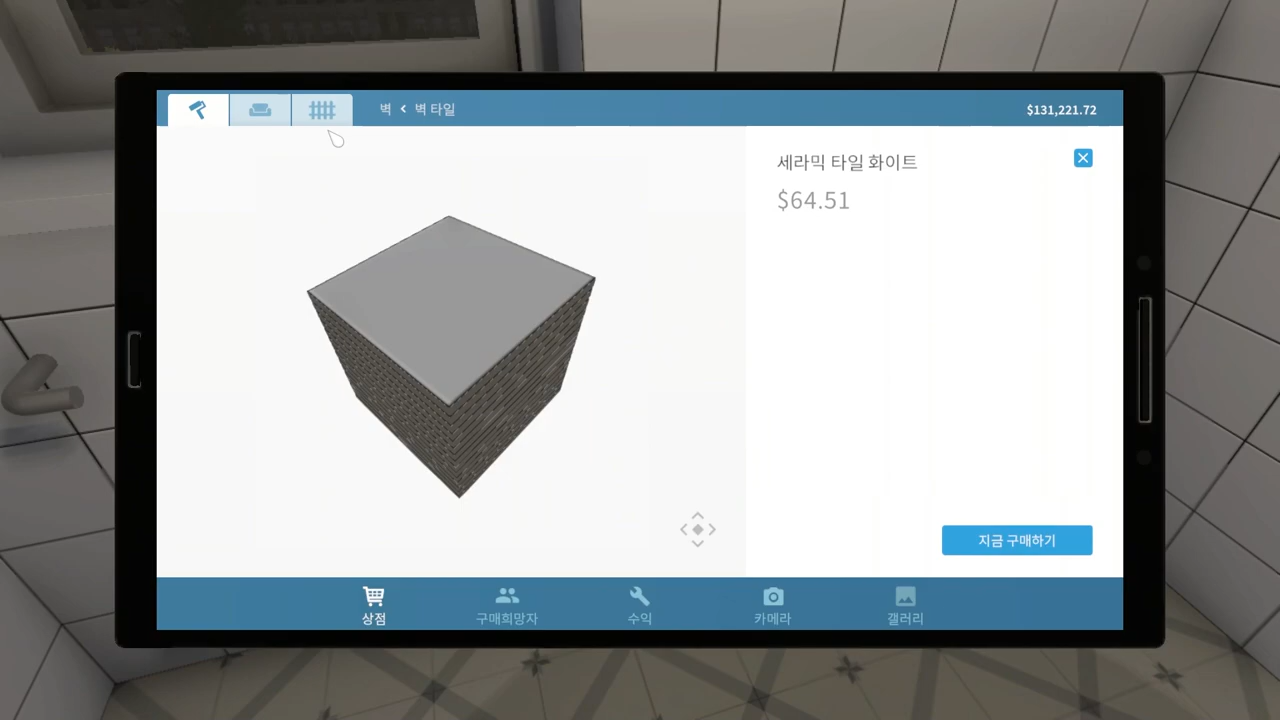 벽 < 벽 타일
$131,221.72
세라믹 타일 화이트
$64.51
지금 구매하기
상점
구매희망자
수익
카메라
갤러리